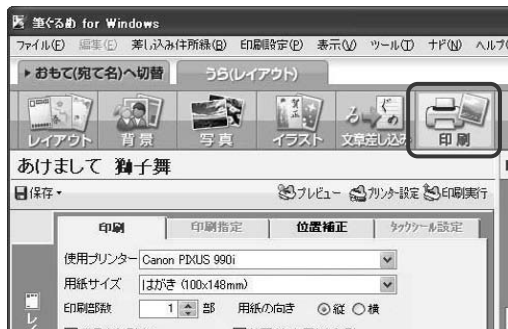 筆ぐるめ for Windows
ファイル(F) 編集(E) 差し込み住所録(B) 印刷設定(P) 表示(V) ツール(T) ナド(N) ヘルプ(
▶おもて(宛て名)へ切替 うら(レイアウト)
レイアウト 背景 写真 イラスト 文章差し込み 印刷
あけまして 獅子舞
保存 プレビュー プリンタ設定 印刷実行
印刷 印刷指定 位置補正 タックシール設定
使用プリンター Canon PIXUS 990i
用紙サイズ はがき (100x148mm)
印刷部数 1 部 用紙の向き 縦 横
レ